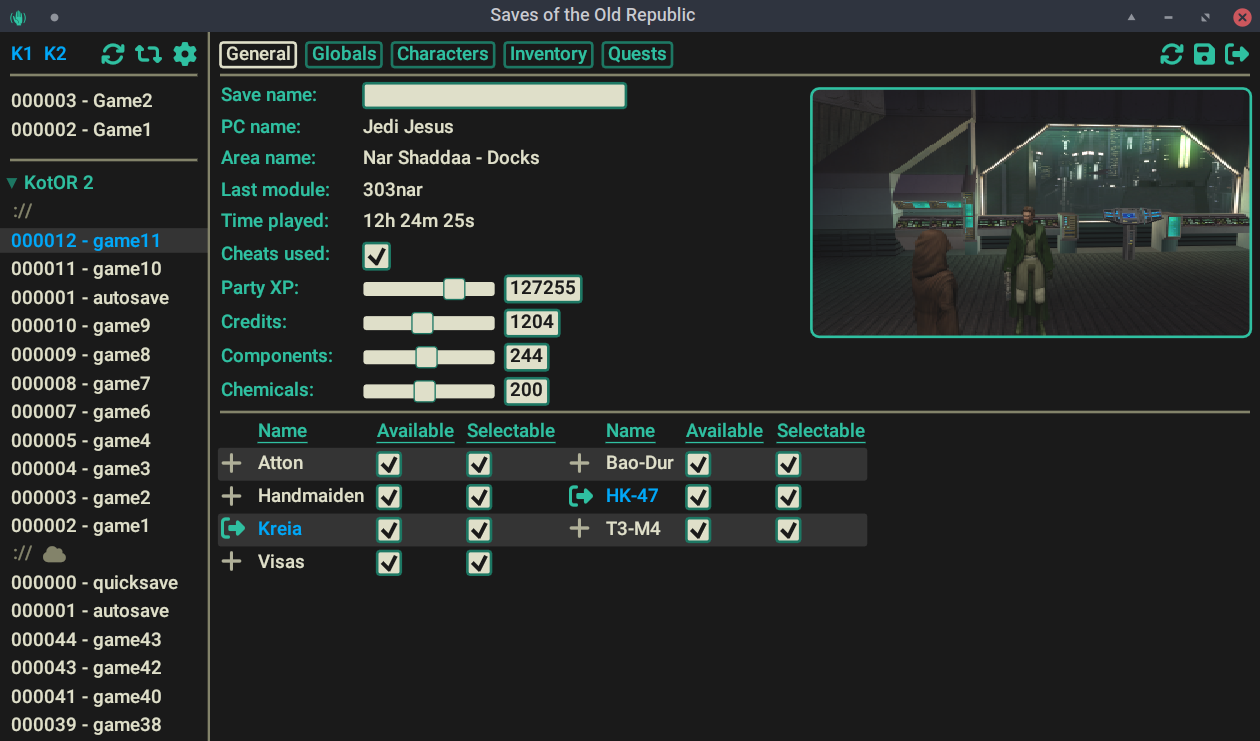 Saves of the Old Republic
K1 K2
General Globals Characters Inventory Quests
000003 - Game2
000002 - Game1
KotOR 2
://
000012 - game11
000011 - game10
000001 - autosave
000010 - game9
000009 - game8
000008 - game7
000007 - game6
000005 - game4
000004 - game3
000003 - game2
000002 - game1
://
000000 - quicksave
000001 - autosave
000044 - game43
000043 - game42
000041 - game40
000039 - game38
Save name:
PC name: Jedi Jesus
Area name: Nar Shaddaa - Docks
Last module: 303nar
Time played: 12h 24m 25s
Cheats used:
Party XP: 127255
Credits: 1204
Components: 244
Chemicals: 200
Name Available Selectable Name Available Selectable
Atton Bao-Dur
Handmaiden HK-47
Kreia T3-M4
Visas